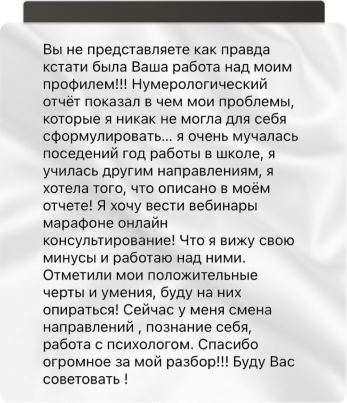 Вы не представляете как правда
кстати была Ваша работа над моим
профилем!!! Нумерологический
отчёт показал в чем мои проблемы,
которые я никак не могла для себя
сформулировать... я очень мучалась
поседений год работы в школе, я
училась другим направлениям, я
хотела того, что описано в моём
отчете! Я хочу вести вебинары
марафоне онлайн
консультирование! Что я вижу свою
минусы и работаю над ними.
Отметили мои положительные
черты и умения, буду на них
опираться! Сейчас у меня смена
направлений , познание себя,
работа с психологом. Спасибо
огромное за мой разбор!!! Буду Вас
советовать !